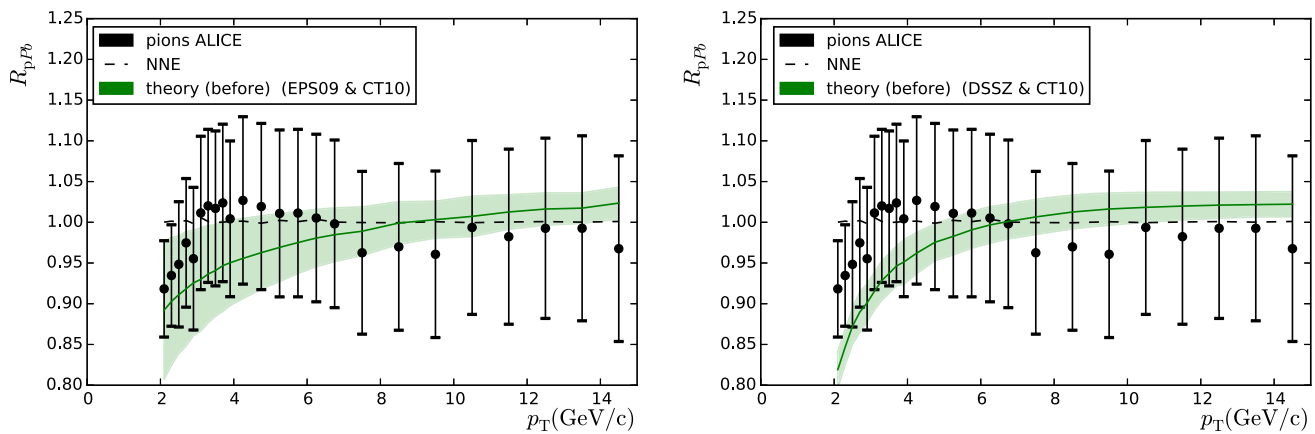 1.25
1.20
1.15
1.10
1.05
1.00
0.95
0.90
0.85
0.80
R_pPb
pions ALICE
NNE
theory (before) (EPS09 & CT10)
0 2 4 6 8 10 12 14
p_T(GeV/c)
1.25
1.20
1.15
1.10
1.05
1.00
0.95
0.90
0.85
0.80
R_pPb
pions ALICE
NNE
theory (before) (DSSZ & CT10)
0 2 4 6 8 10 12 14
p_T(GeV/c)